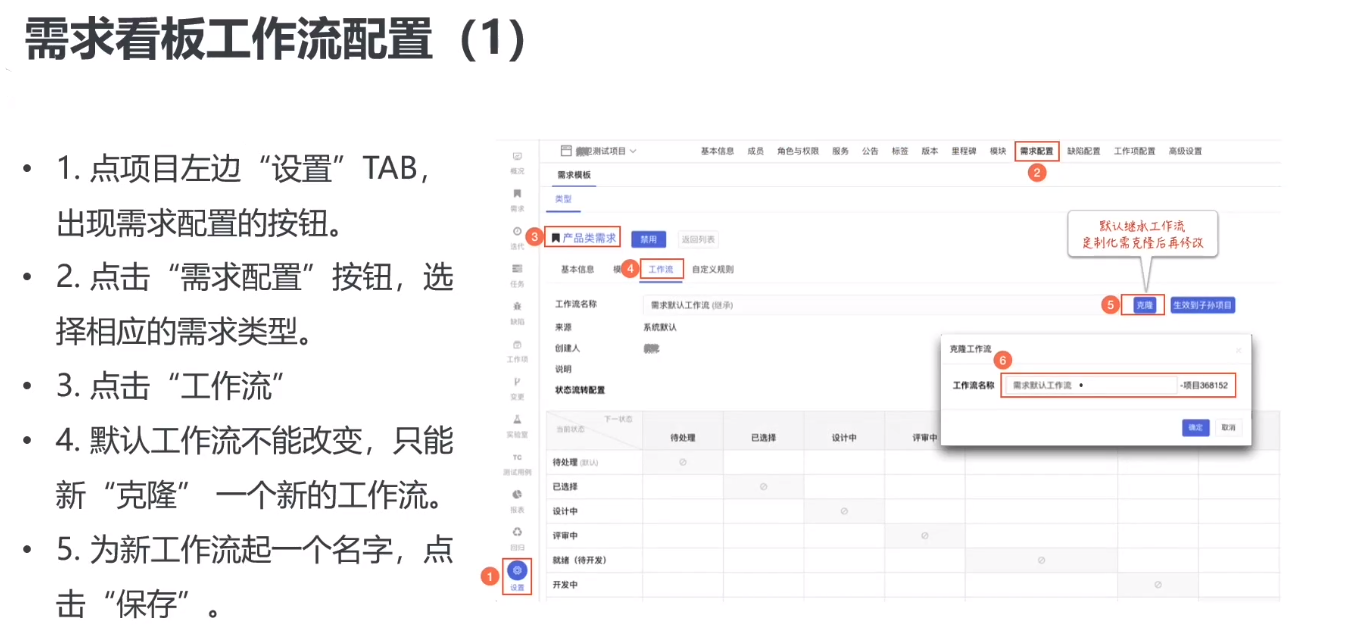 需求看板工作流配置（1）
• 1. 点项目左边“设置”TAB，
出现需求配置的按钮。
• 2. 点击“需求配置”按钮，选
择相应的需求类型。
• 3. 点击“工作流”
• 4. 默认工作流不能改变，只能
新“克隆” 一个新的工作流。
• 5. 为新工作流起一个名字，点
击“保存”。
测试项目 基本信息 成员 角色与权限 服务 公告 标签 版本 里程碑 模块 需求配置 缺陷配置 工作项配置 高级设置
2
概况
需求模板
需求
类型
迭代
3 产品类需求 禁用 返回列表
默认继承工作流
定制化需克隆后再修改
任务
基本信息 4 工作流 自定义规则
缺陷
工作流名称 需求默认工作流 (继承) 5 克隆 生效到子孙项目
来源 系统默认
创建人
工作项
说明
变更
状态流转配置
克隆工作流
6
工作流名称 需求默认工作流 -项目368152
确定 取消
实验室
下一状态
当前状态
待处理 已选择 设计中 评审中
TC
测试用例
待处理 (默认)
已选择
报表
设计中
评审中
回归
就绪（待开发）
开发中
1 设置